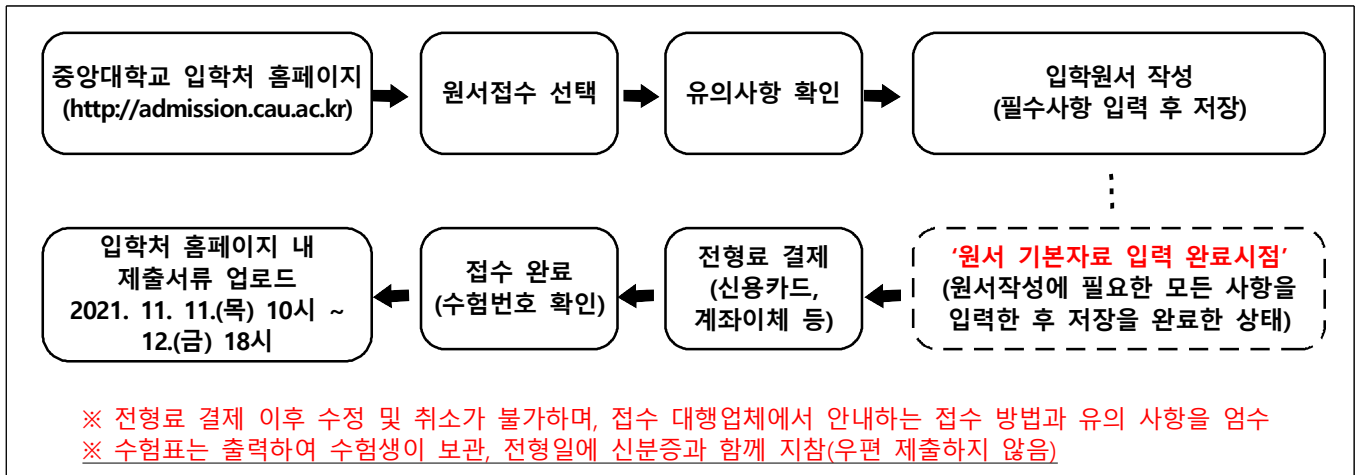 중앙대학교 입학처 홈페이지
(http://admission.cau.ac.kr)
원서접수 선택
유의사항 확인
입학원서 작성
(필수사항 입력 후 저장)
'원서 기본자료 입력 완료시점'
(원서작성에 필요한 모든 사항을
입력한 후 저장을 완료한 상태)
전형료 결제
(신용카드,
계좌이체 등)
접수 완료
(수험번호 확인)
입학처 홈페이지 내
제출서류 업로드
2021. 11. 11.(목) 10시 ~
12.(금) 18시
※ 전형료 결제 이후 수정 및 취소가 불가하며, 접수 대행업체에서 안내하는 접수 방법과 유의 사항을 엄수
※ 수험표는 출력하여 수험생이 보관, 전형일에 신분증과 함께 지참(우편 제출하지 않음)